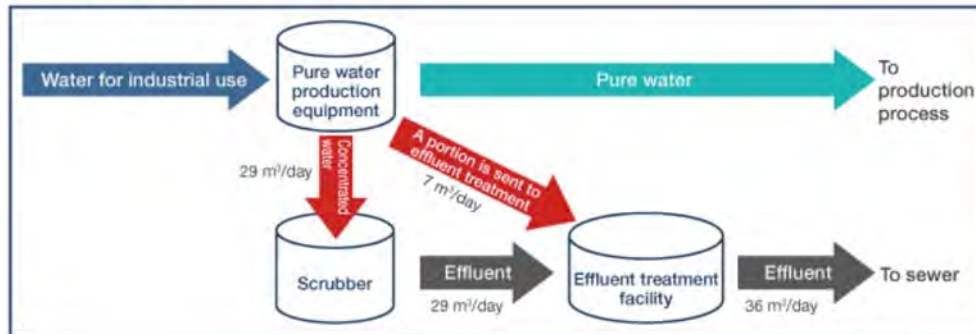 Water for industrial use
Pure water
production
equipment
Pure water
To
production
process
29 m³/day
Concentrated
water
A portion is sent to
effluent treatment
7 m³/day
Scrubber
Effluent
29 m³/day
Effluent treatment
facility
Effluent
36 m³/day
To sewer